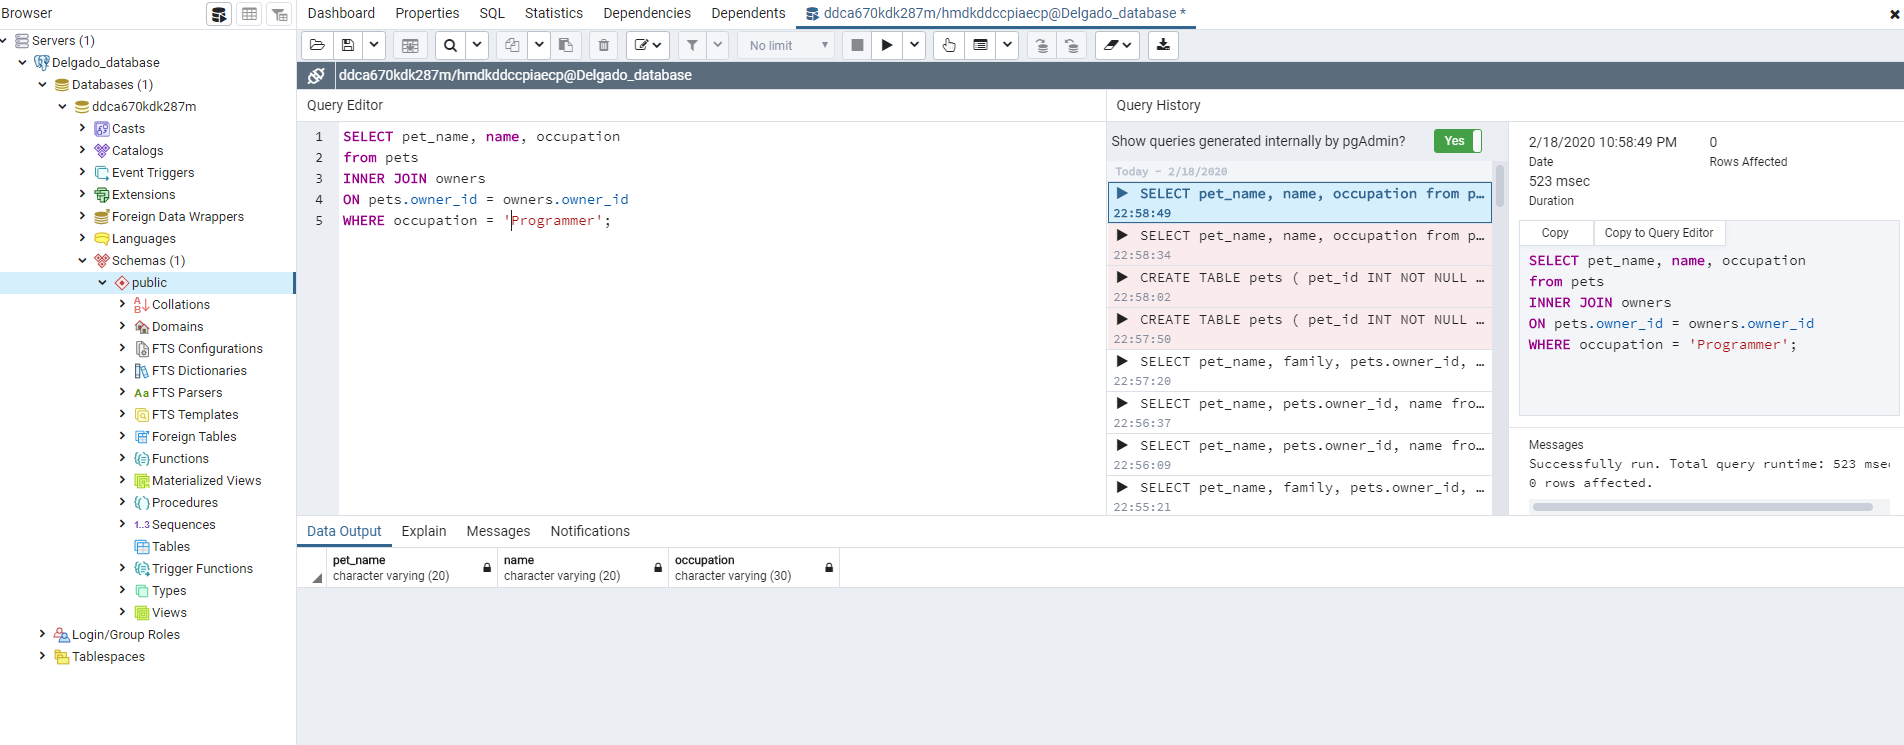 Browser
Dashboard Properties SQL Statistics Dependencies Dependents ddca670kdk287m/hmdkddccpiaecp@Delgado_database *
No limit
ddca670kdk287m/hmdkddccpiaecp@Delgado_database
Servers (1)
Delgado_database
Databases (1)
ddca670kdk287m
Casts
Catalogs
Event Triggers
Extensions
Foreign Data Wrappers
Languages
Schemas (1)
public
Collations
Domains
FTS Configurations
FTS Dictionaries
Aa FTS Parsers
FTS Templates
Foreign Tables
Functions
Materialized Views
Procedures
1..3 Sequences
Tables
Trigger Functions
Types
Views
Login/Group Roles
Tablespaces
Query Editor
1 SELECT pet_name, name, occupation
2 from pets
3 INNER JOIN owners
4 ON pets.owner_id = owners.owner_id
5 WHERE occupation = 'Programmer';
Query History
Show queries generated internally by pgAdmin? Yes
Today - 2/18/2020
SELECT pet_name, name, occupation from p...
22:58:49
SELECT pet_name, name, occupation from p...
22:58:34
CREATE TABLE pets ( pet_id INT NOT NULL ...
22:58:02
CREATE TABLE pets ( pet_id INT NOT NULL ...
22:57:50
SELECT pet_name, family, pets.owner_id, ...
22:57:20
SELECT pet_name, pets.owner_id, name fro...
22:56:37
SELECT pet_name, pets.owner_id, name fro...
22:56:09
SELECT pet_name, family, pets.owner_id, ...
22:55:21
2/18/2020 10:58:49 PM 0
Date Rows Affected
523 msec
Duration
Copy Copy to Query Editor
SELECT pet_name, name, occupation
from pets
INNER JOIN owners
ON pets.owner_id = owners.owner_id
WHERE occupation = 'Programmer';
Messages
Successfully run. Total query runtime: 523 msec
0 rows affected.
Data Output Explain Messages Notifications
pet_name name occupation
character varying (20) character varying (20) character varying (30)